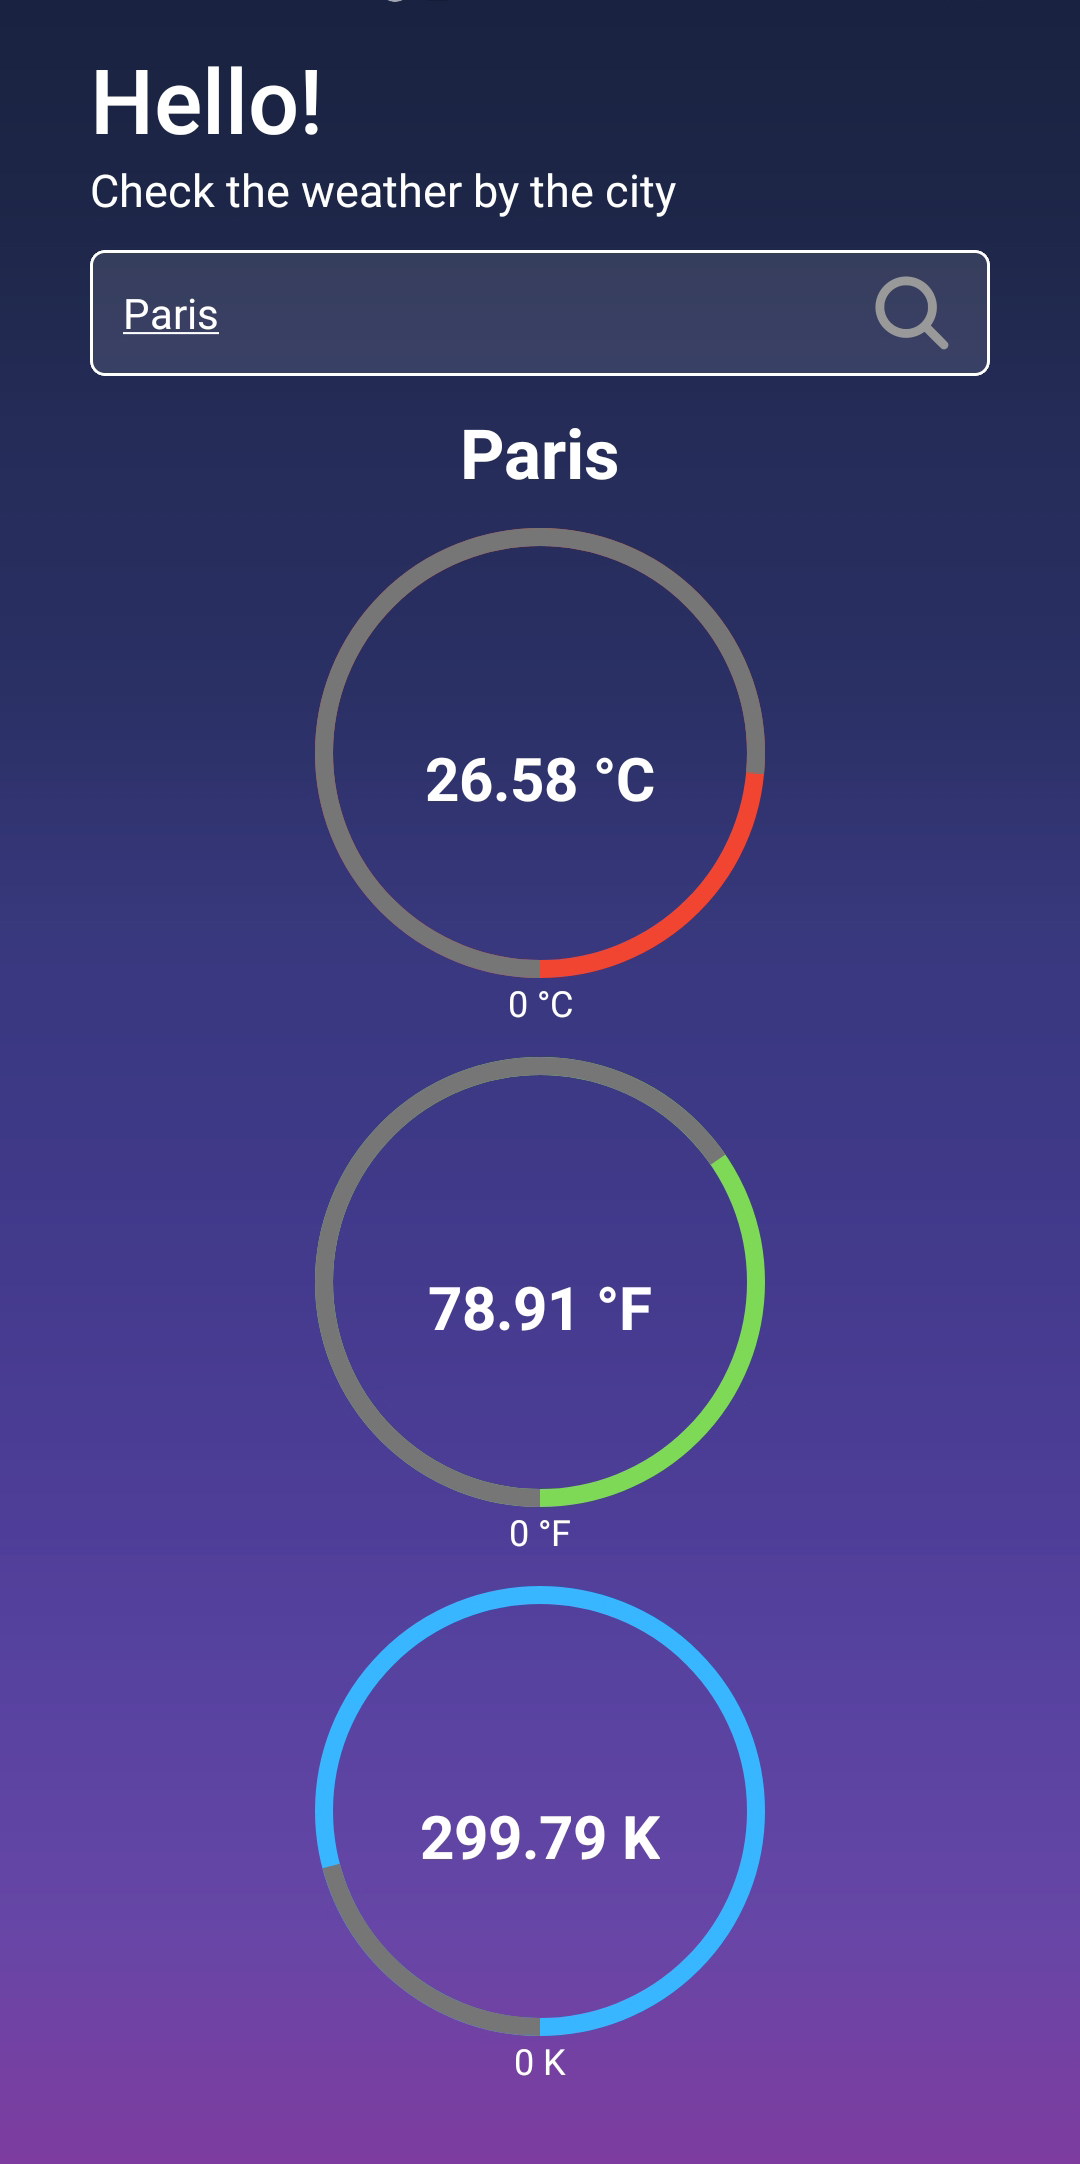 Hello!
Check the weather by the city
Paris
Paris
26.58 °C
0 °C
78.91 °F
0 °F
299.79 K
0 K